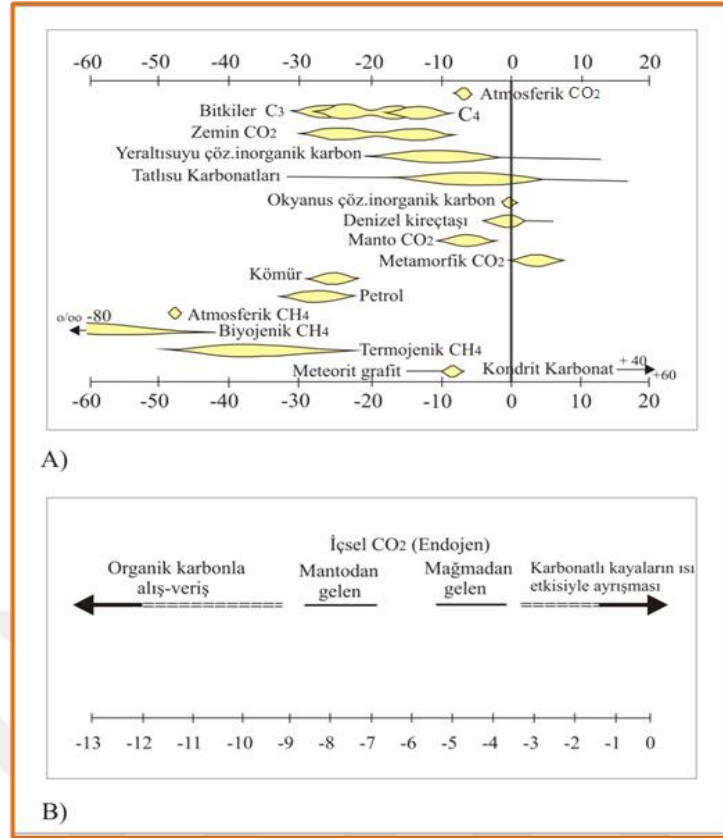 -60 -50 -40 -30 -20 -10 0 10 20
Atmosferik CO2
Bitkiler C3
C4
Zemin CO2
Yeraltısuyu çöz.inorganik karbon
Tatlısu Karbonatları
Okyanus çöz.inorganik karbon
Denizel kireçtaşı
Manto CO2
Metamorfik CO2
Kömür
Petrol
o/oo -80
Atmosferik CH4
Biyojenik CH4
Termojenik CH4
Meteorit grafit
Kondrit Karbonat
+ 40
+60
-60 -50 -40 -30 -20 -10 0 10 20
A)
İçsel CO2 (Endojen)
Organik karbonla
alış-veriş
Mantodan
gelen
Mağmadan
gelen
Karbonatlı kayaların ısı
etkisiyle ayrışması
-13 -12 -11 -10 -9 -8 -7 -6 -5 -4 -3 -2 -1 0
B)